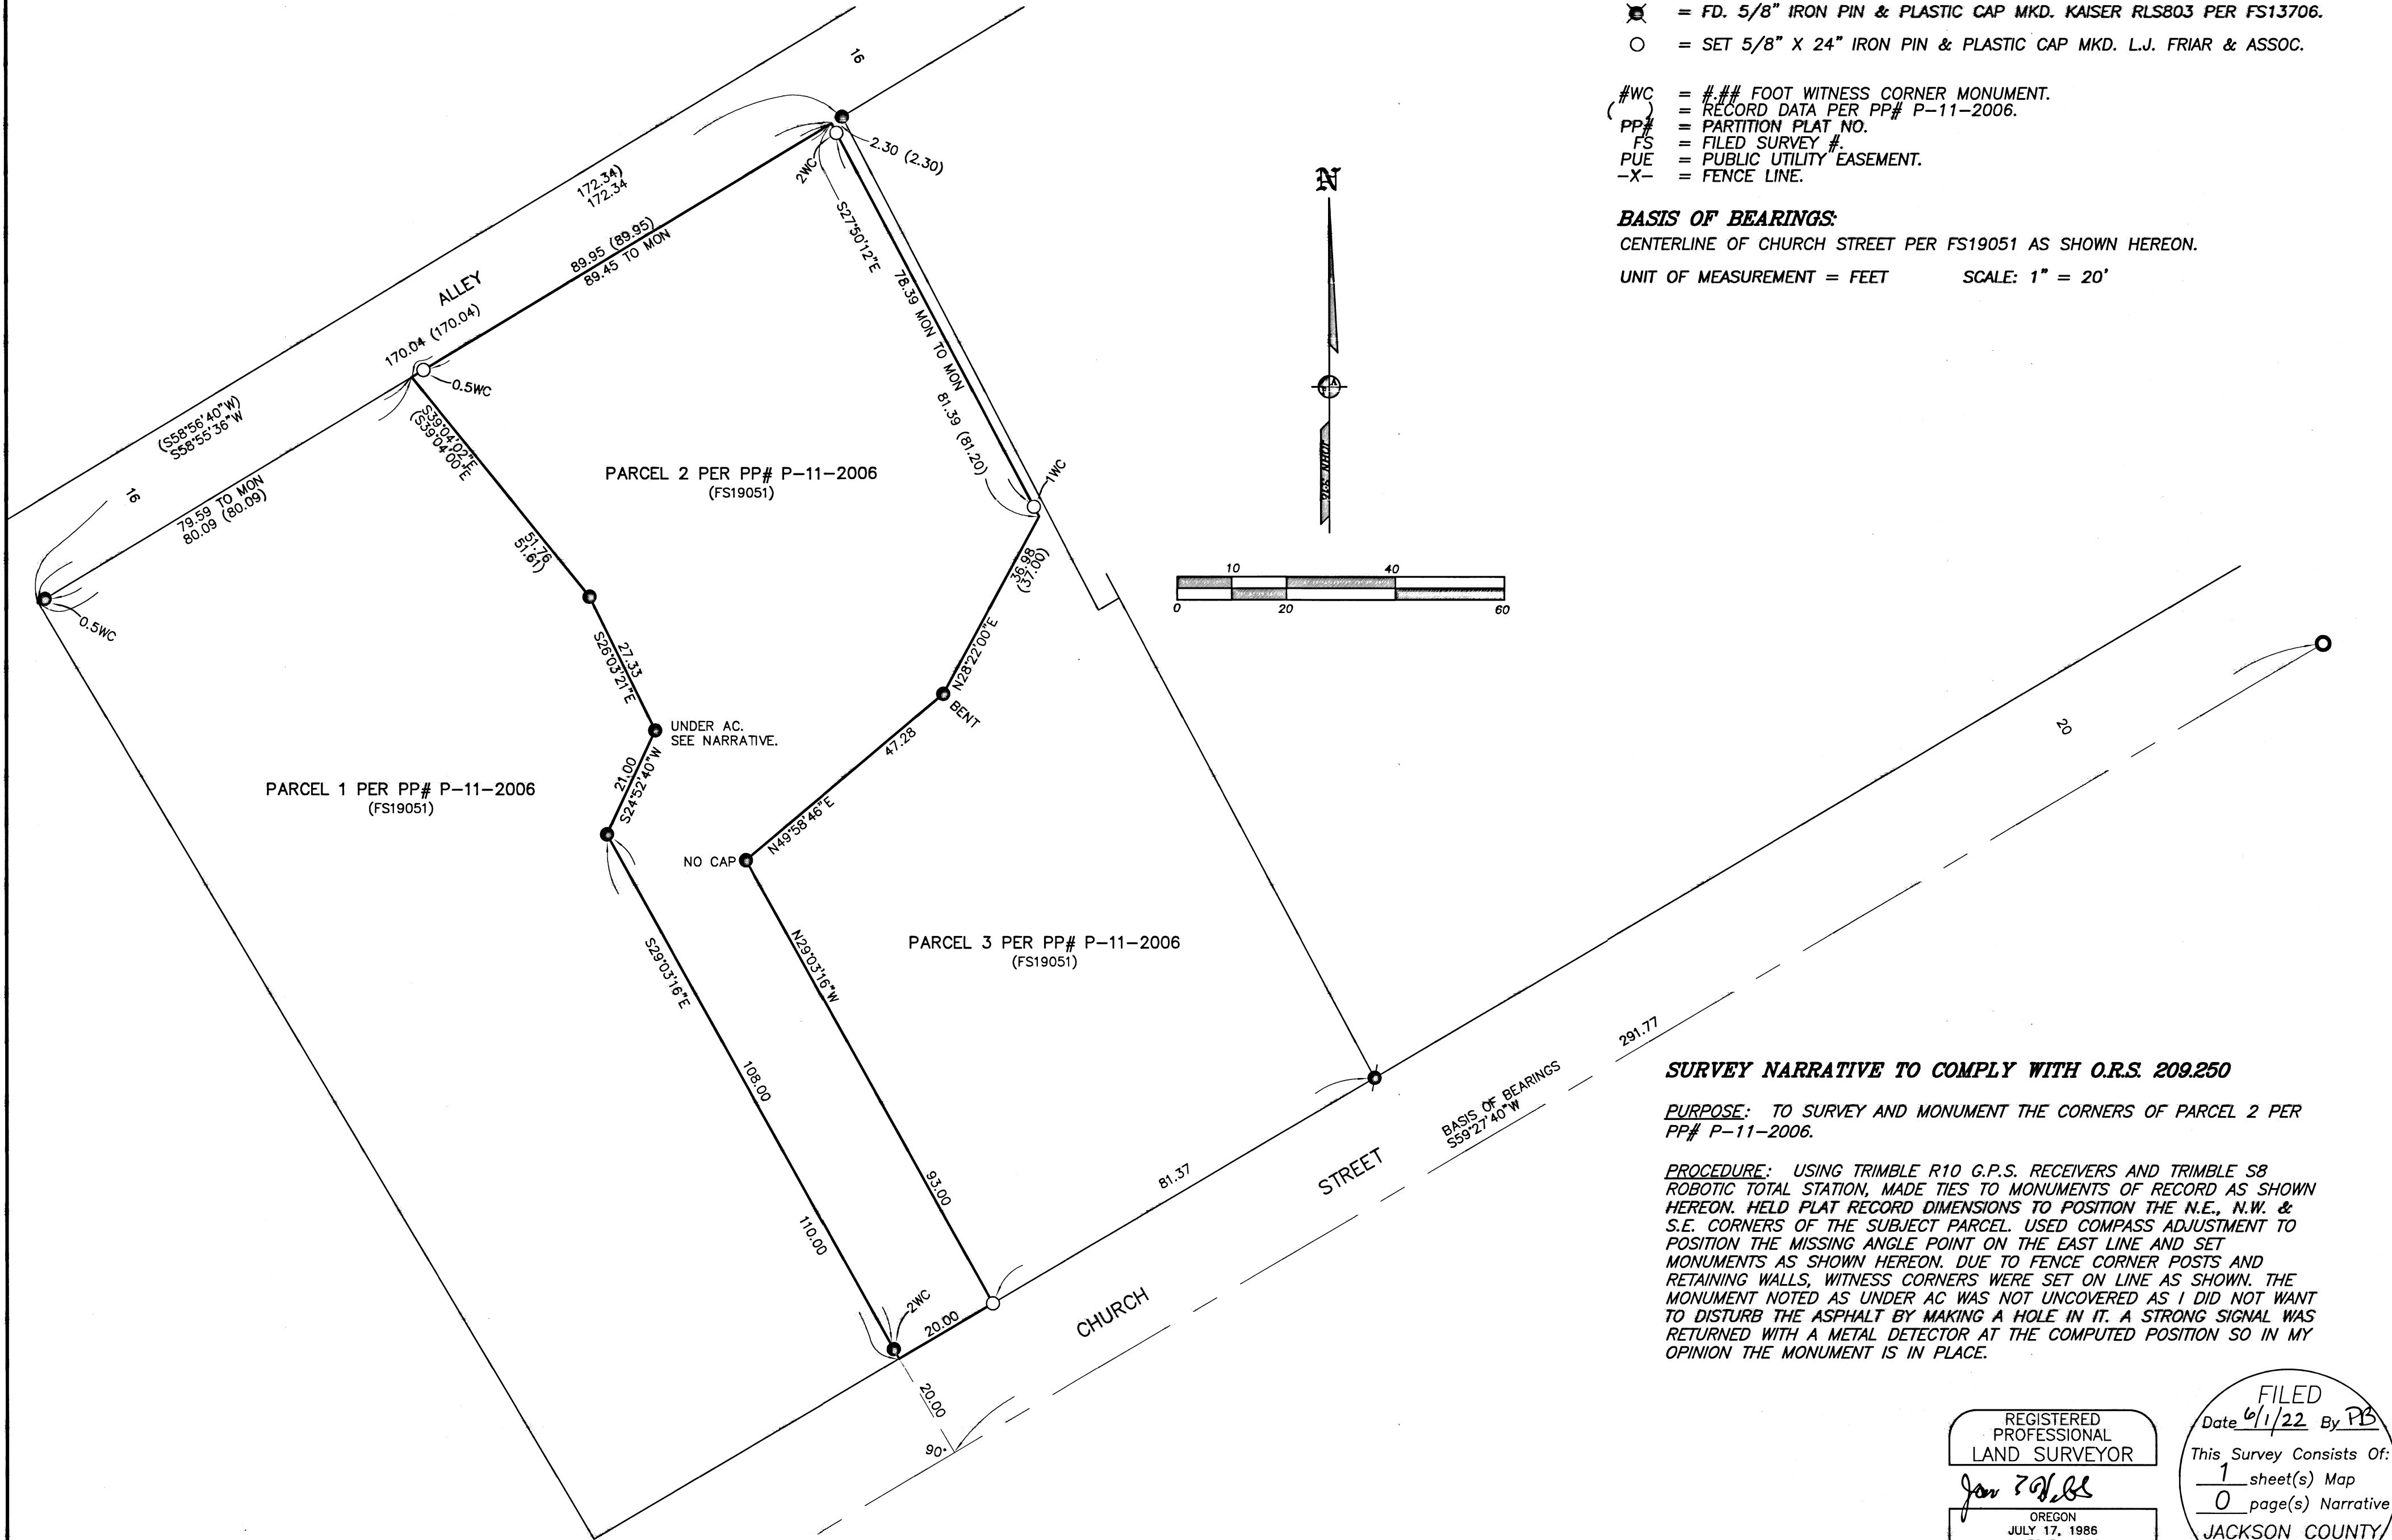 = FD. 5/8" IRON PIN & PLASTIC CAP MKD. KAISER RLS803 PER FS13706.
= SET 5/8" X 24" IRON PIN & PLASTIC CAP MKD. L.J. FRIAR & ASSOC.
#WC = #.## FOOT WITNESS CORNER MONUMENT.
( ) = RECORD DATA PER PP# P-11-2006.
PP# = PARTITION PLAT NO.
FS = FILED SURVEY #.
PUE = PUBLIC UTILITY EASEMENT.
-X- = FENCE LINE.
BASIS OF BEARINGS:
CENTERLINE OF CHURCH STREET PER FS19051 AS SHOWN HEREON.
UNIT OF MEASUREMENT = FEET SCALE: 1" = 20'
16
2.30 (2.30)
2WC
172.34)
172.34
89.95 (89.95)
89.45 TO MON
S27°50'12"E
78.39 MON TO MON
81.39 (81.20)
1WC
ALLEY
170.04 (170.04)
0.5WC
(S58°56'40"W)
S58°55'36"W
S39°04'02"E
(S39°04'00"E
16
79.59 TO MON
80.09 (80.09)
0.5WC
PARCEL 2 PER PP# P-11-2006
(FS19051)
51.76
51.61)
36.98
(37.00)
N28°22'00"E
27.33
S26°03'21"E
BENT
UNDER AC.
SEE NARRATIVE.
47.28
21.00
S24°52'40"W
PARCEL 1 PER PP# P-11-2006
(FS19051)
N49°58'46"E
NO CAP
S29°03'16"E
N29°03'16"W
PARCEL 3 PER PP# P-11-2006
(FS19051)
108.00
110.00
93.00
2WC
20.00
20.00
90°
81.37
CHURCH
STREET
BASIS OF BEARINGS
S59°27'40"W
291.77
20
N
JOHN 3:16
10 40
0 20 60
SURVEY NARRATIVE TO COMPLY WITH O.R.S. 209.250
PURPOSE: TO SURVEY AND MONUMENT THE CORNERS OF PARCEL 2 PER
PP# P-11-2006.
PROCEDURE: USING TRIMBLE R10 G.P.S. RECEIVERS AND TRIMBLE S8
ROBOTIC TOTAL STATION, MADE TIES TO MONUMENTS OF RECORD AS SHOWN
HEREON. HELD PLAT RECORD DIMENSIONS TO POSITION THE N.E., N.W. &
S.E. CORNERS OF THE SUBJECT PARCEL. USED COMPASS ADJUSTMENT TO
POSITION THE MISSING ANGLE POINT ON THE EAST LINE AND SET
MONUMENTS AS SHOWN HEREON. DUE TO FENCE CORNER POSTS AND
RETAINING WALLS, WITNESS CORNERS WERE SET ON LINE AS SHOWN. THE
MONUMENT NOTED AS UNDER AC WAS NOT UNCOVERED AS I DID NOT WANT
TO DISTURB THE ASPHALT BY MAKING A HOLE IN IT. A STRONG SIGNAL WAS
RETURNED WITH A METAL DETECTOR AT THE COMPUTED POSITION SO IN MY
OPINION THE MONUMENT IS IN PLACE.
REGISTERED
PROFESSIONAL
LAND SURVEYOR
OREGON
JULY 17, 1986
FILED
Date 6/1/22 By PB
This Survey Consists Of:
1 sheet(s) Map
0 page(s) Narrative
JACKSON COUNTY